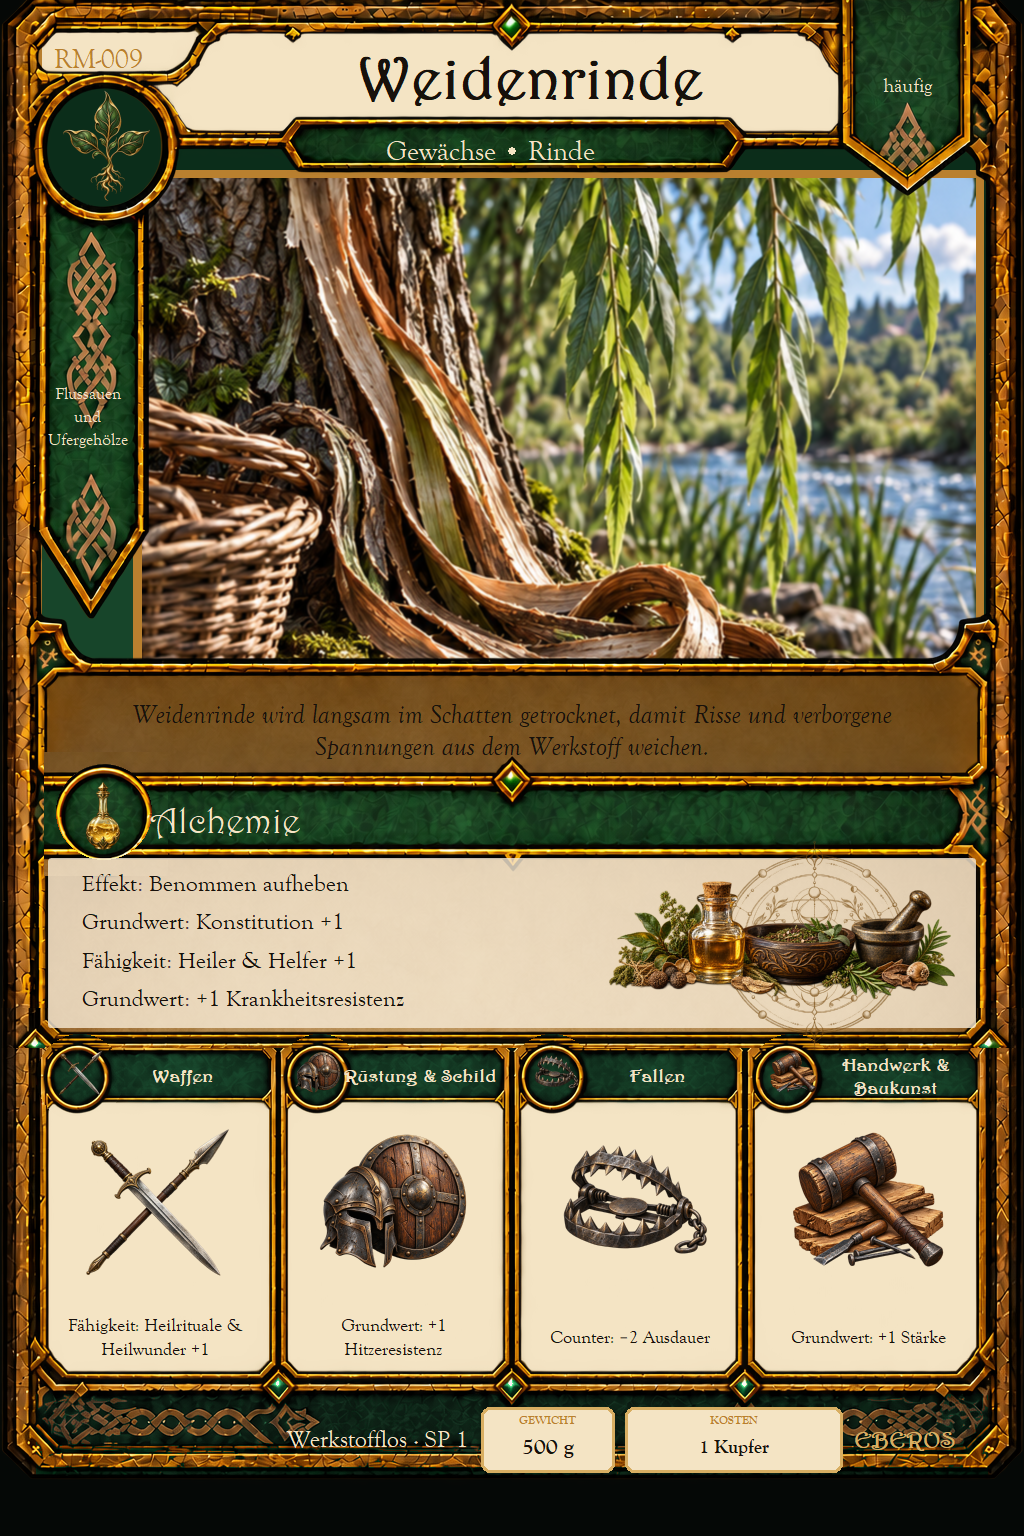 RM-009
Weidenrinde
häufig
Gewächse • Rinde
Flussauen
und
Ufergehölze
Weidenrinde wird langsam im Schatten getrocknet, damit Risse und verborgene
Spannungen aus dem Werkstoff weichen.
Alchemie
Effekt: Benommen aufheben
Grundwert: Konstitution +1
Fähigkeit: Heiler & Helfer +1
Grundwert: +1 Krankheitsresistenz
Waffen
Fähigkeit: Heilrituale &
Heilwunder +1
Rüstung & Schild
Grundwert: +1
Hitzeresistenz
Fallen
Counter: −2 Ausdauer
Handwerk &
Baukunst
Grundwert: +1 Stärke
Werkstofflos · SP 1
GEWICHT
500 g
KOSTEN
1 Kupfer
EBEROS